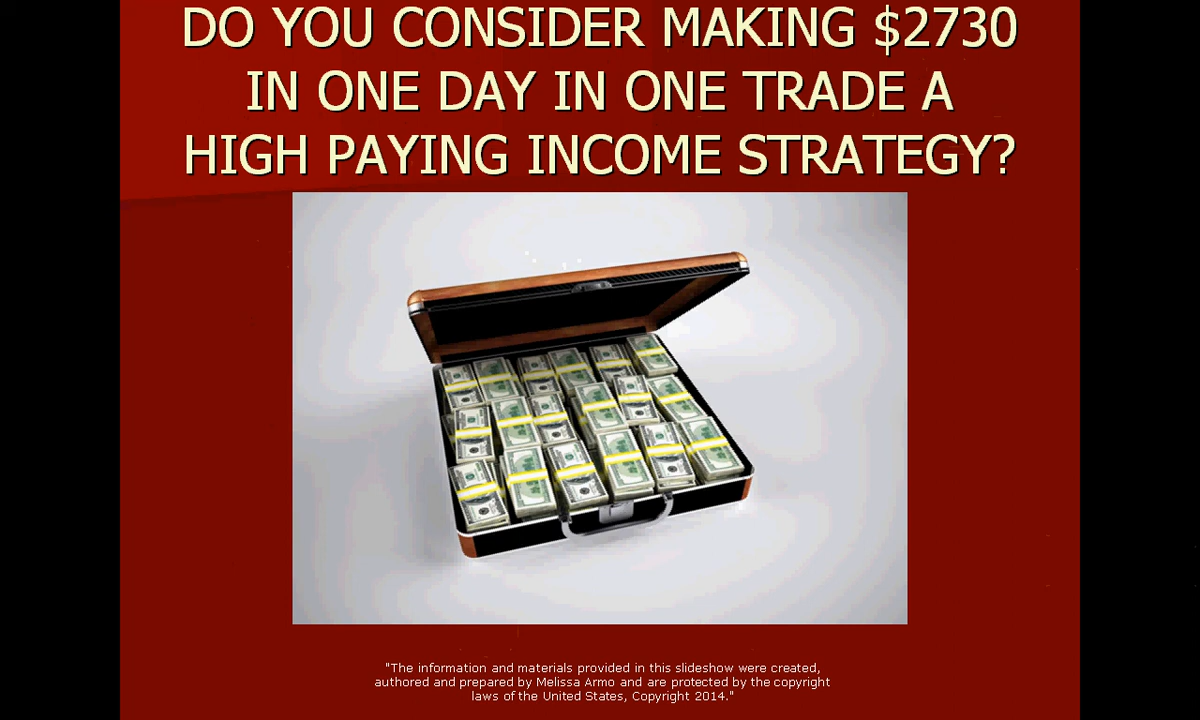 DO YOU CONSIDER MAKING $2730
IN ONE DAY IN ONE TRADE A
HIGH PAYING INCOME STRATEGY?
"The information and materials provided in this slideshow were created,
authored and prepared by Melissa Armo and are protected by the copyright
laws of the United States, Copyright 2014."